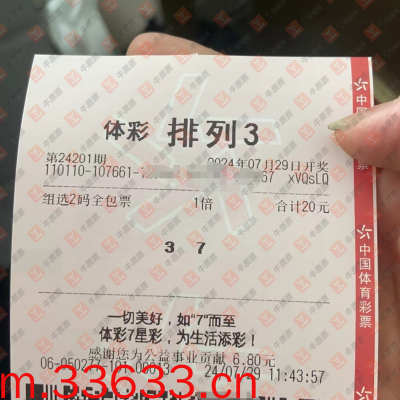 体彩 排列3
第24201期 2024年07月29日开奖
110110-107661- 67 xVQsLQ
组选2码全包票 1倍 合计20元
3 7
一切美好，如“7”而至
体彩7星彩，为生活添彩！
感谢您为公益事业贡献 6.80元
24/07/29 11:43:57
m.33633.cn
中国体育彩票